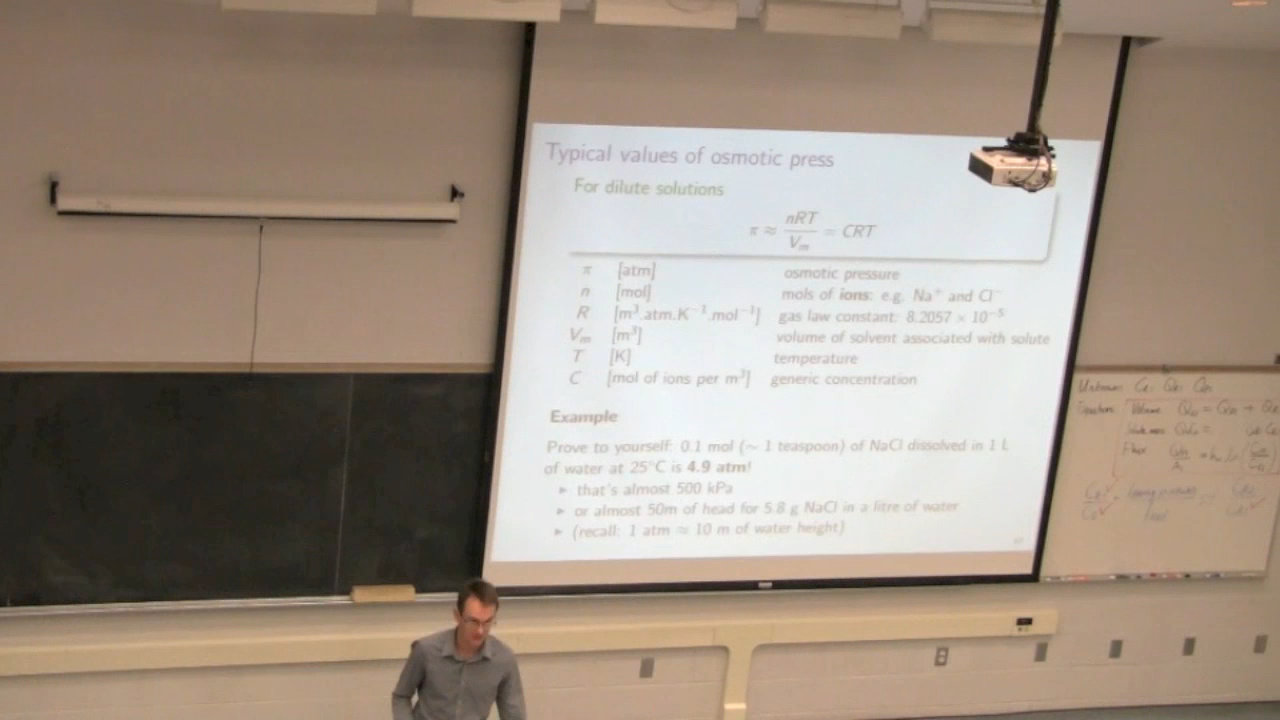 Typical values of osmotic press
For dilute solutions
π ≈ nRT/Vₘ = CRT
π [atm] osmotic pressure
n [mol] mols of ions: e.g. Na⁺ and Cl⁻
R [m³.atm.K⁻¹.mol⁻¹] gas law constant: 8.2057 × 10⁻⁵
Vₘ [m³] volume of solvent associated with solute
T [K] temperature
C [mol of ions per m³] generic concentration
Example
Prove to yourself: 0.1 mol (∼ 1 teaspoon) of NaCl dissolved in 1 L
of water at 25°C is 4.9 atm!
▶ that's almost 500 kPa
▶ or almost 50m of head for 5.8 g NaCl in a litre of water
▶ (recall: 1 atm ≈ 10 m of water height)
Volume
Flux